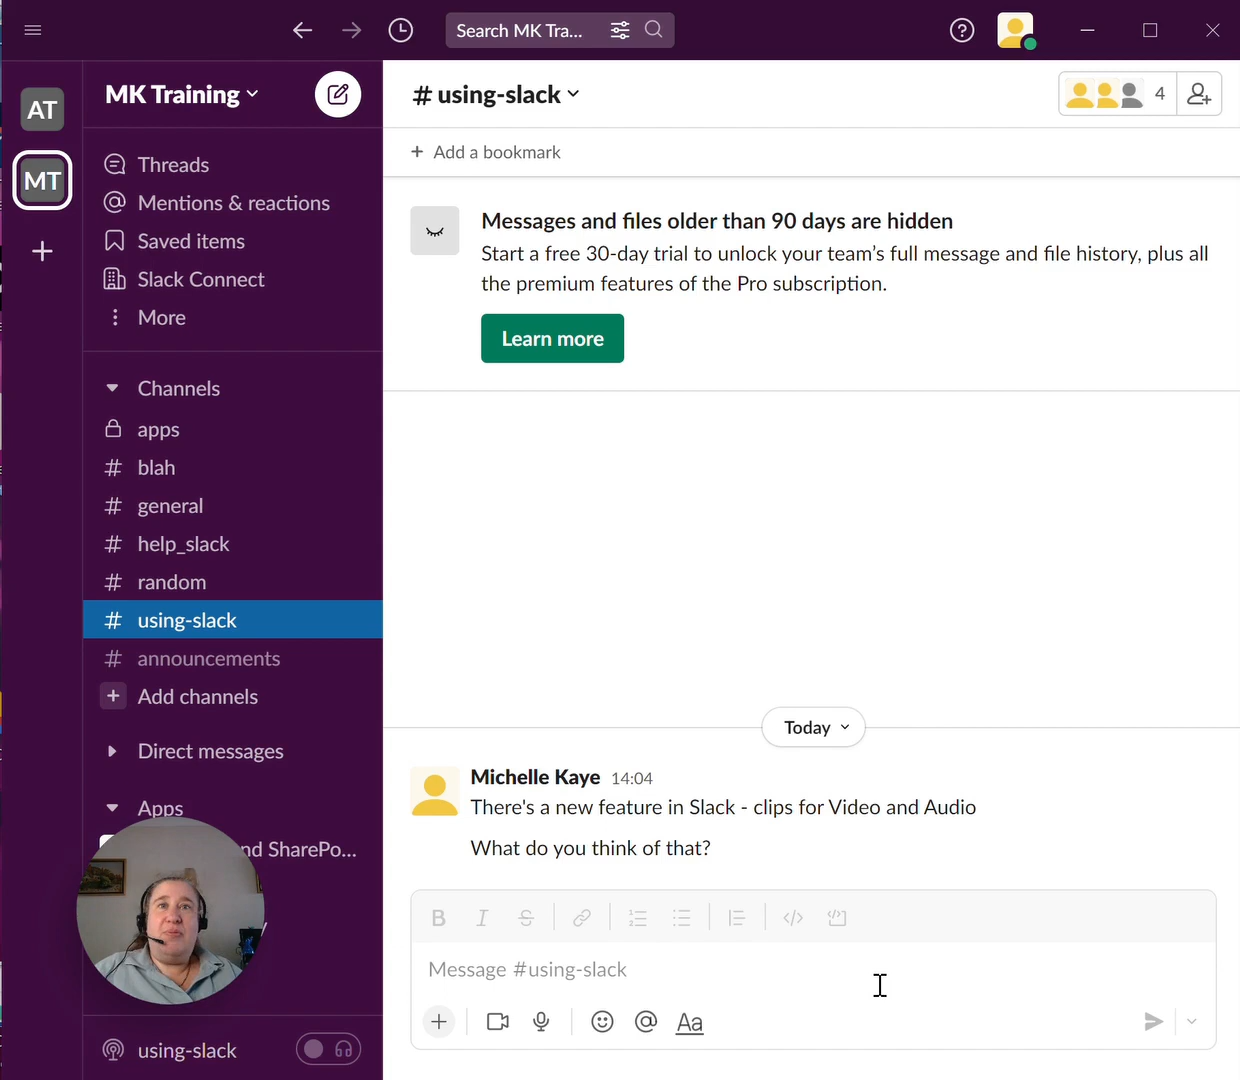 Search MK Tra...
AT
MT
MK Training
Threads
Mentions & reactions
Saved items
Slack Connect
More
Channels
apps
blah
general
help_slack
random
using-slack
announcements
Add channels
Direct messages
Apps
nd SharePo...
using-slack
# using-slack
4
+ Add a bookmark
Messages and files older than 90 days are hidden
Start a free 30-day trial to unlock your team's full message and file history, plus all
the premium features of the Pro subscription.
Learn more
Today
Michelle Kaye 14:04
There's a new feature in Slack - clips for Video and Audio
What do you think of that?
B I S
Message #using-slack
Aa